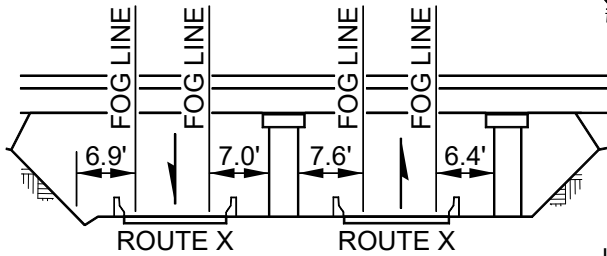 FOG LINE
FOG LINE
FOG LINE
FOG LINE
6.9'
7.0'
7.6'
6.4'
ROUTE X
ROUTE X